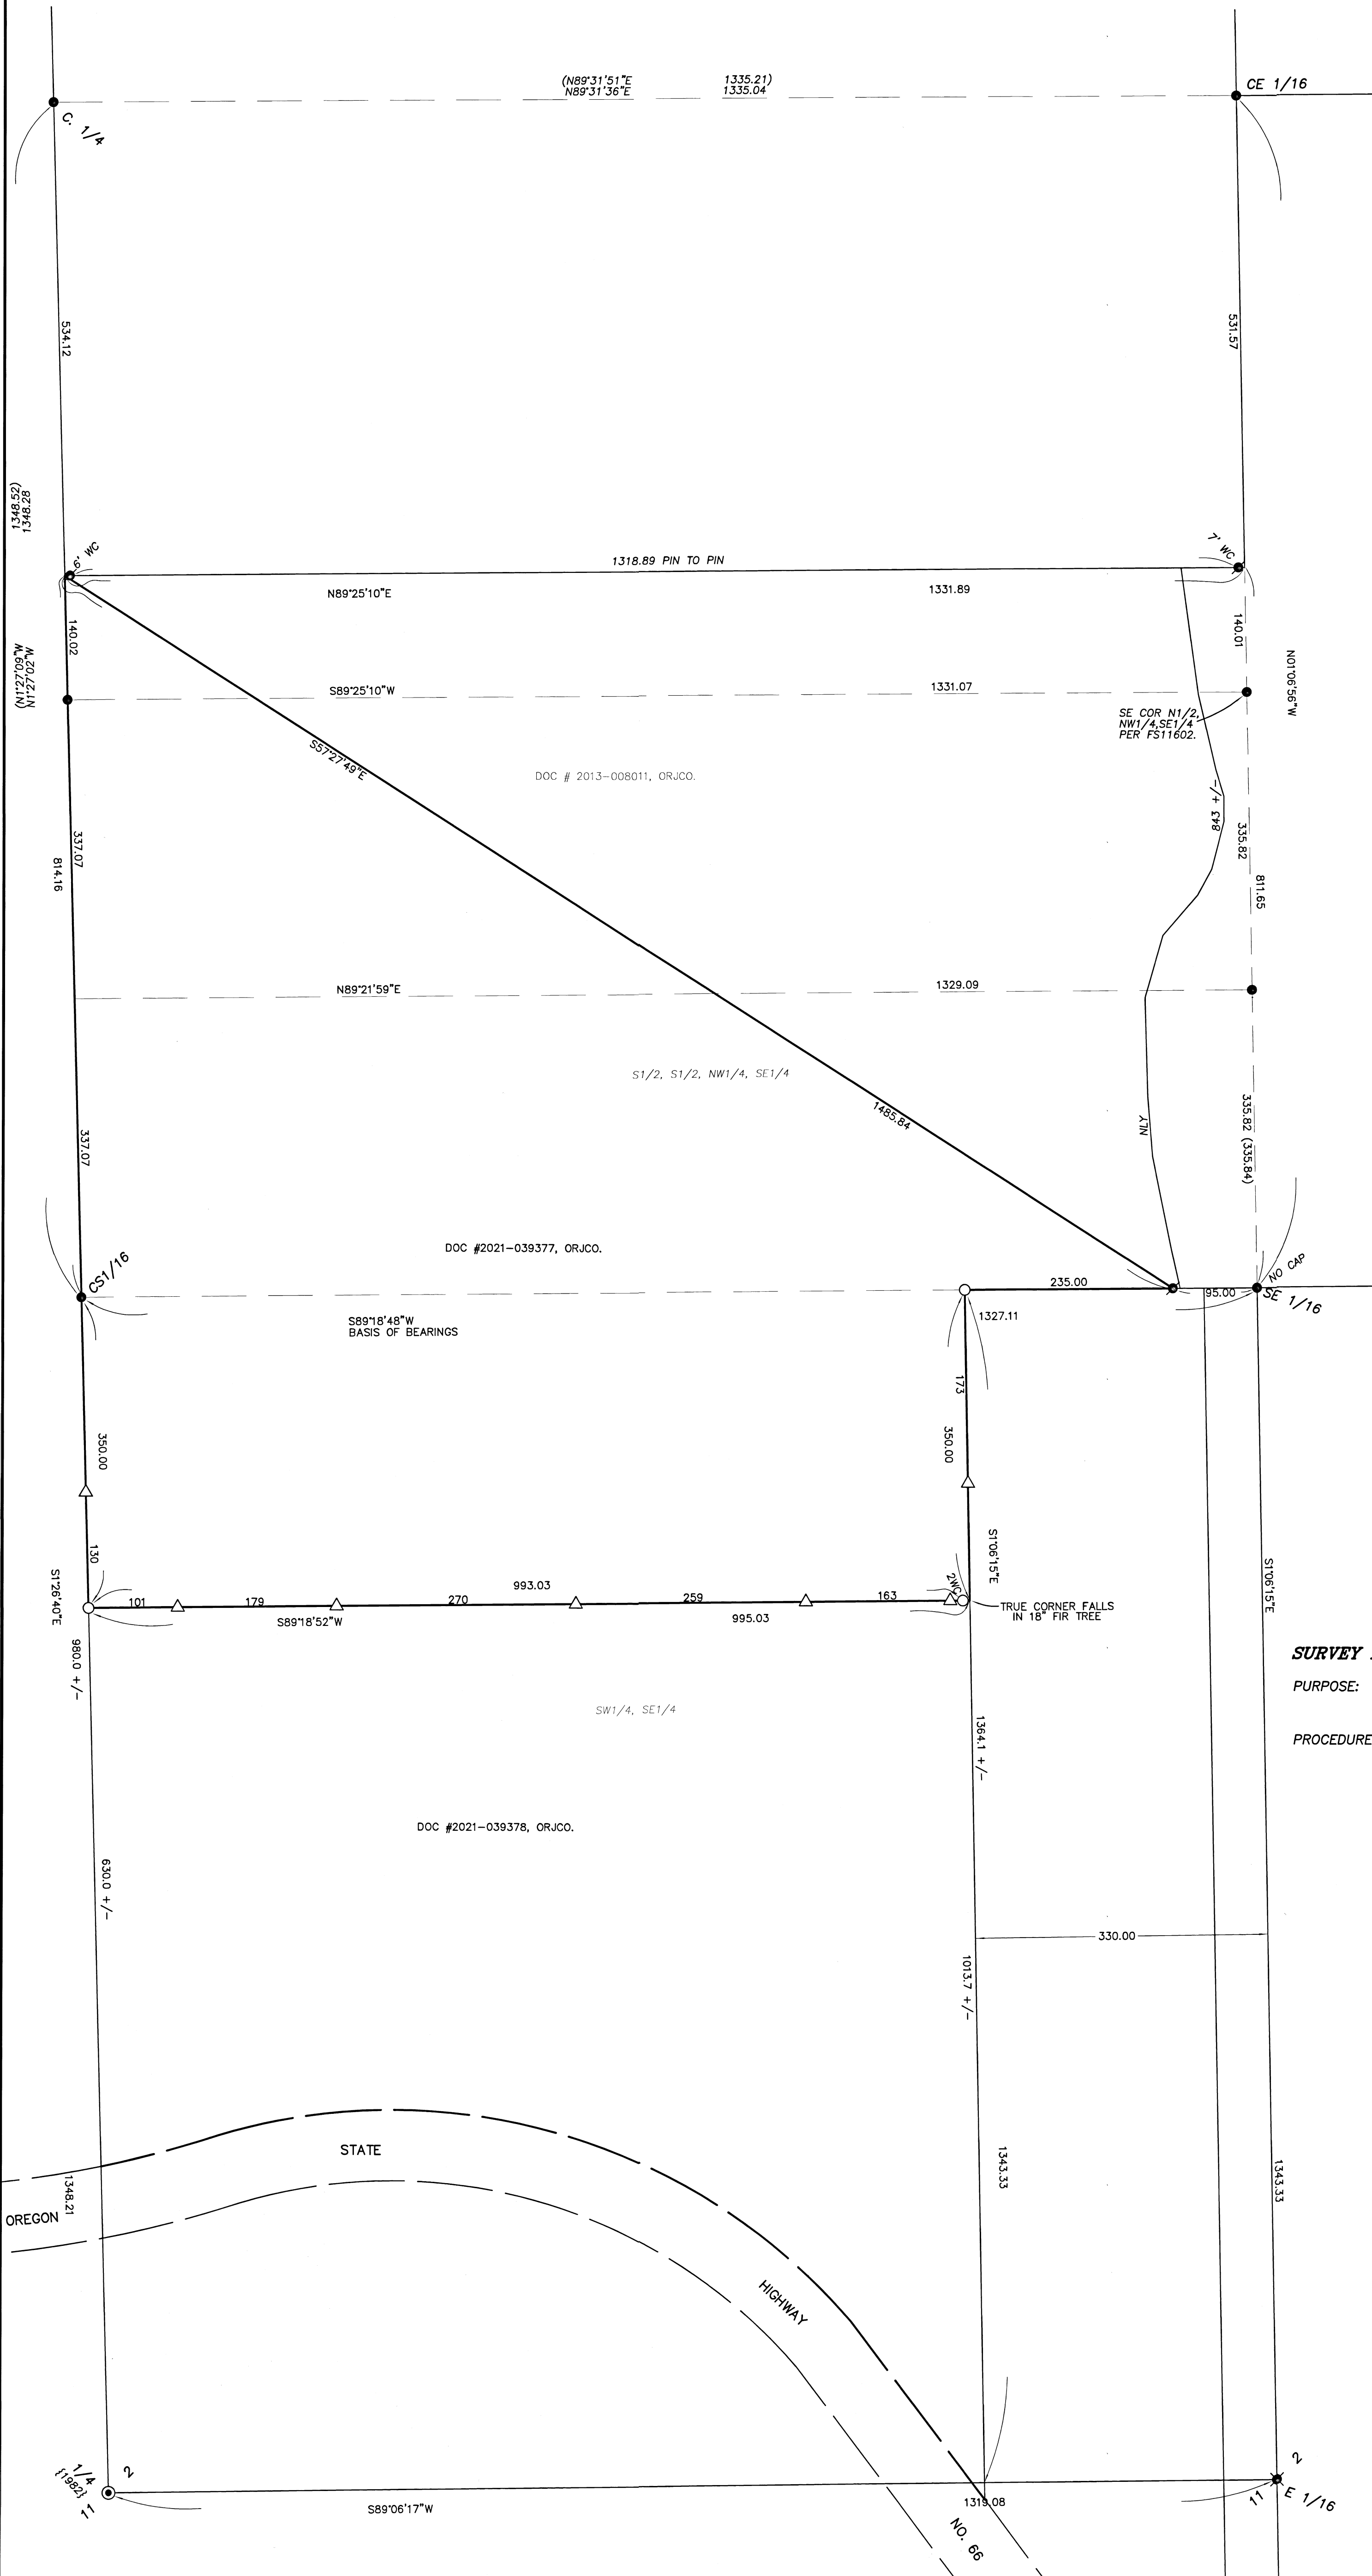 (N89°31'51"E 1335.21)
N89°31'36"E 1335.04
CE 1/16
C. 1/4
534.12
531.57
1348.52)
1348.28
6' WC
7' WC
1318.89 PIN TO PIN
N89°25'10"E
1331.89
140.02
140.01
(N1°27'09"W
N1°27'02"W
N01°06'56"W
S89°25'10"W
1331.07
SE COR N1/2,
NW1/4,SE1/4
PER FS11602.
S57°27'49"E
DOC # 2013-008011, ORJCO.
843 +/-
337.07
335.82
814.16
811.65
N89°21'59"E
1329.09
S1/2, S1/2, NW1/4, SE1/4
1485.84
NLY
335.82 (335.84)
337.07
DOC #2021-039377, ORJCO.
CS1/16
NO CAP
235.00
95.00
SE 1/16
S89°18'48"W
BASIS OF BEARINGS
1327.11
173
350.00
350.00
130
S1°26'40"E
S1°06'15"E
S1°06'15"E
993.03
2WC
101
179
270
259
163
S89°18'52"W
995.03
TRUE CORNER FALLS
IN 18" FIR TREE
980.0 +/-
SURVEY
PURPOSE:
SW1/4, SE1/4
1364.1 +/-
PROCEDURE
DOC #2021-039378, ORJCO.
630.0 +/-
330.00
1013.7 +/-
STATE
1348.21
1343.33
1343.33
OREGON
HIGHWAY
1/4
{1982}
2
11
2
11
E 1/16
S89°06'17"W
1319.08
NO. 66